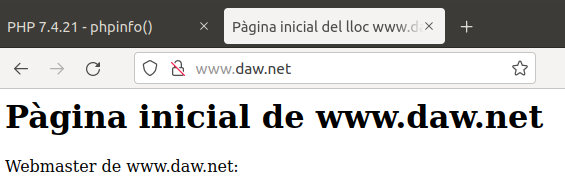 PHP 7.4.21 - phpinfo()
Pàgina inicial del lloc www.d
www.daw.net
Pàgina inicial de www.daw.net
Webmaster de www.daw.net: